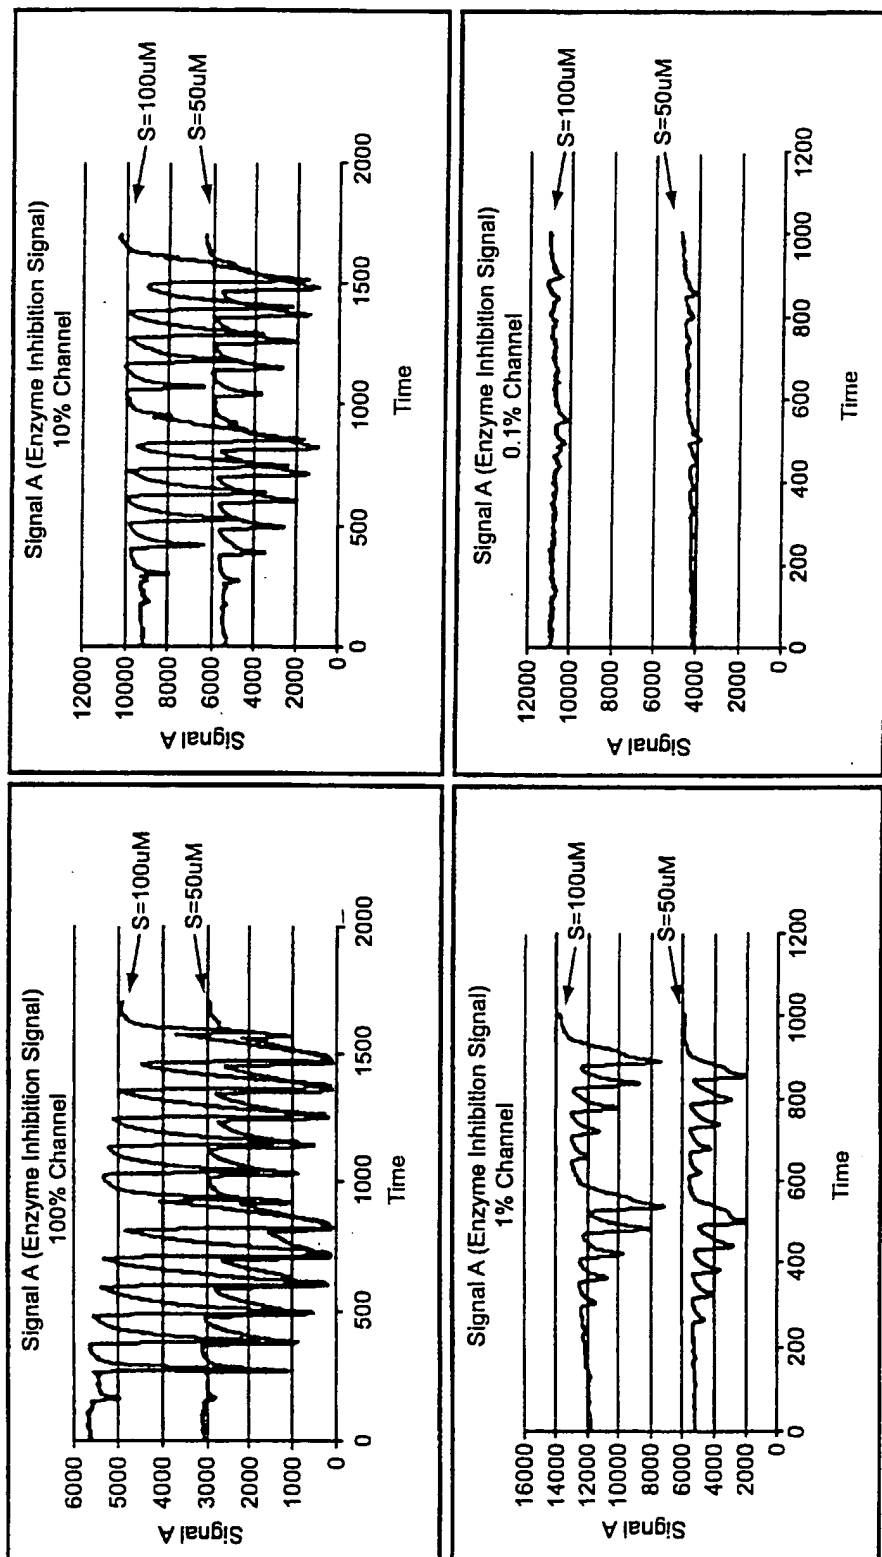 Signal A (Enzyme Inhibition Signal)
100% Channel
6000
5000
4000
3000
2000
1000
0
Signal A
0
500
1000
1500
2000
Time
S=100uM
S=50uM
Signal A (Enzyme Inhibition Signal)
10% Channel
12000
10000
8000
6000
4000
2000
0
Signal A
0
500
1000
1500
2000
Time
S=100uM
S=50uM
Signal A (Enzyme Inhibition Signal)
1% Channel
16000
14000
12000
10000
8000
6000
4000
2000
0
Signal A
0
200
400
600
800
1000
1200
Time
S=100uM
S=50uM
Signal A (Enzyme Inhibition Signal)
0.1% Channel
12000
10000
8000
6000
4000
2000
0
Signal A
0
200
400
600
800
1000
1200
Time
S=100uM
S=50uM